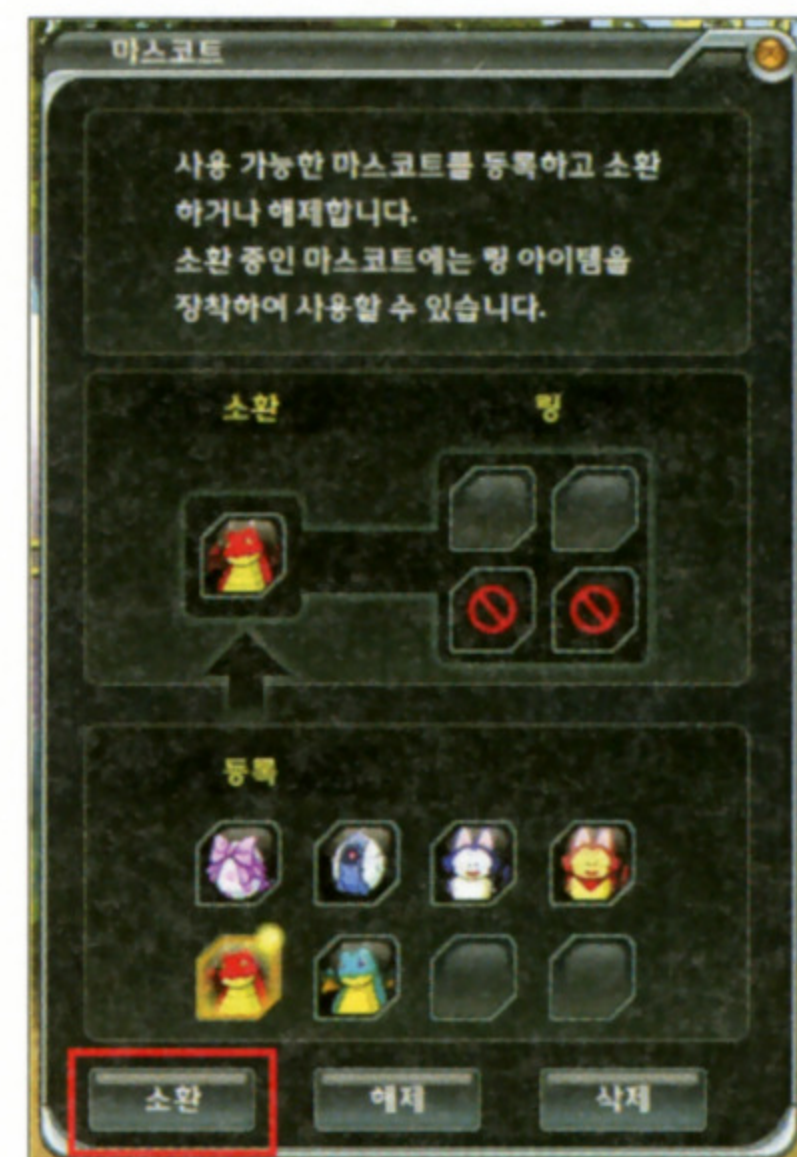 마스코트
사용 가능한 마스코트를 등록하고 소환
하거나 해제합니다.
소환 중인 마스코트에는 링 아이템을
장착하여 사용할 수 있습니다.
소환 링
등록
소환 해제 삭제